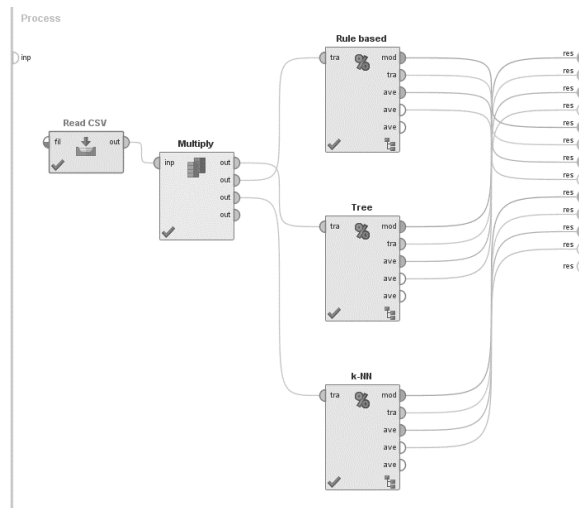 Process
inp
Read CSV
fil out
Multiply
inp out
out
out
out
Rule based
tra mod
tra
ave
ave
ave
Tree
tra mod
tra
ave
ave
ave
k-NN
tra mod
tra
ave
ave
ave
res
res
res
res
res
res
res
res
res
res
res
res
res